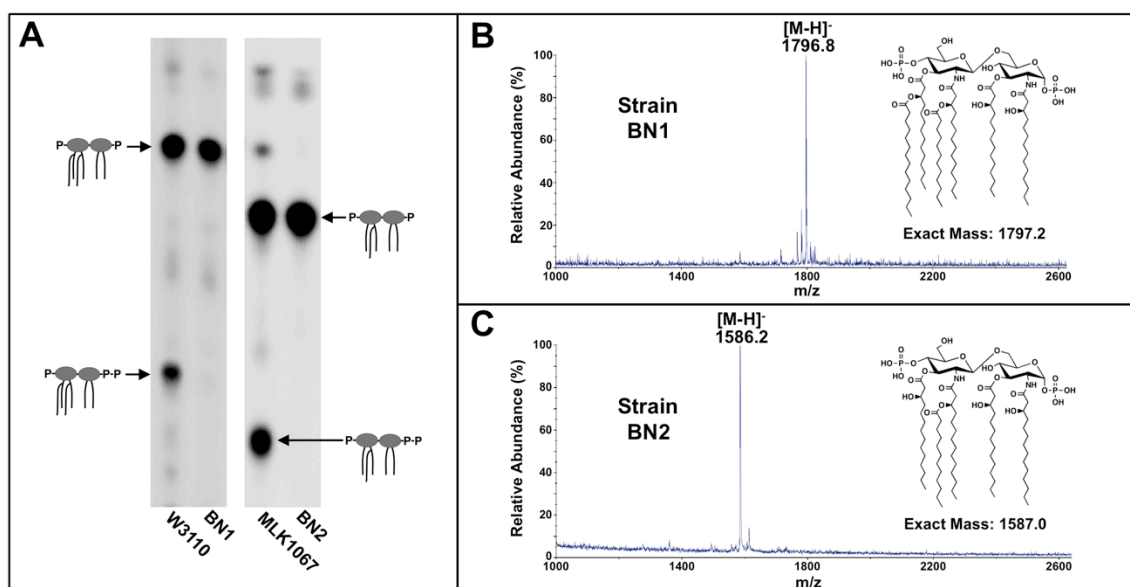 A
P P
P P-P
P P
P P-P
W3110
BN1
MLK1067
BN2
B
[M-H]-
1796.8
Relative Abundance (%)
100
80
60
40
20
0
Strain
BN1
1000 1400 1800 2200 2600
m/z
Exact Mass: 1797.2
C
[M-H]-
1586.2
Relative Abundance (%)
100
80
60
40
20
0
Strain
BN2
1000 1400 1800 2200 2600
m/z
Exact Mass: 1587.0